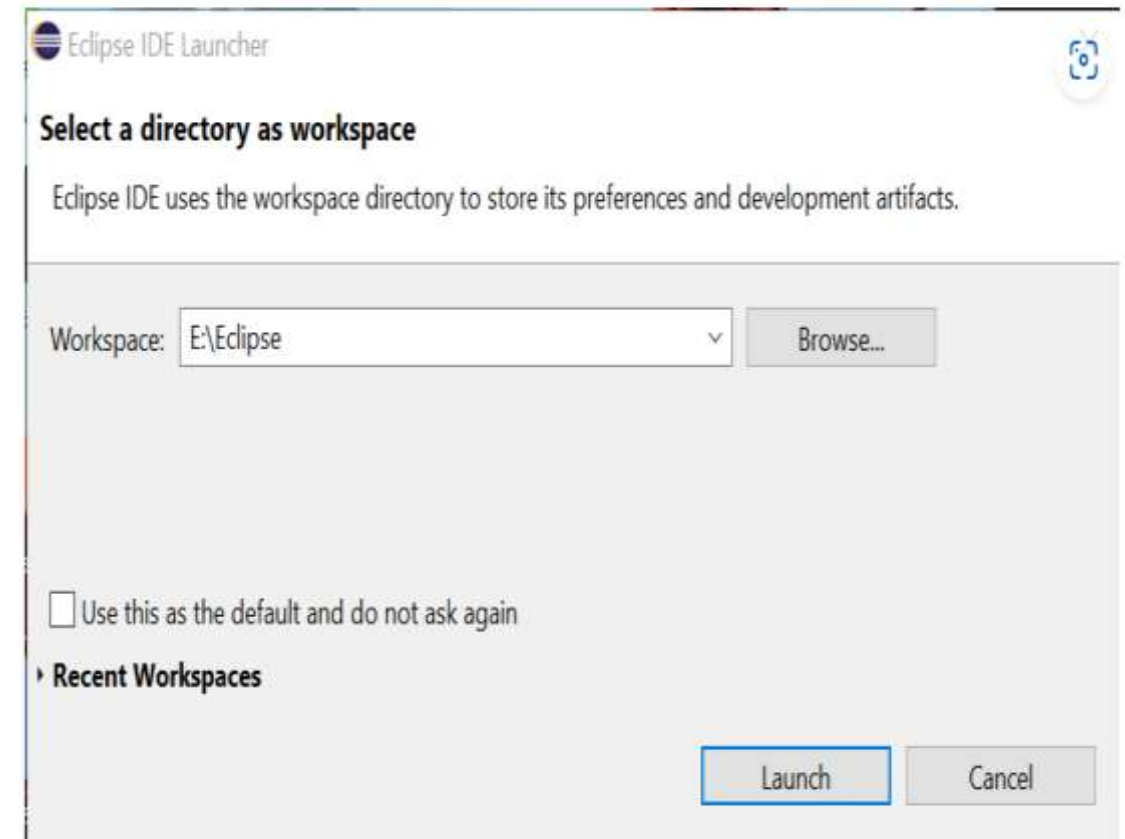 Eclipse IDE Launcher
Select a directory as workspace
Eclipse IDE uses the workspace directory to store its preferences and development artifacts.
Workspace: E:\Eclipse Browse...
Use this as the default and do not ask again
Recent Workspaces
Launch Cancel